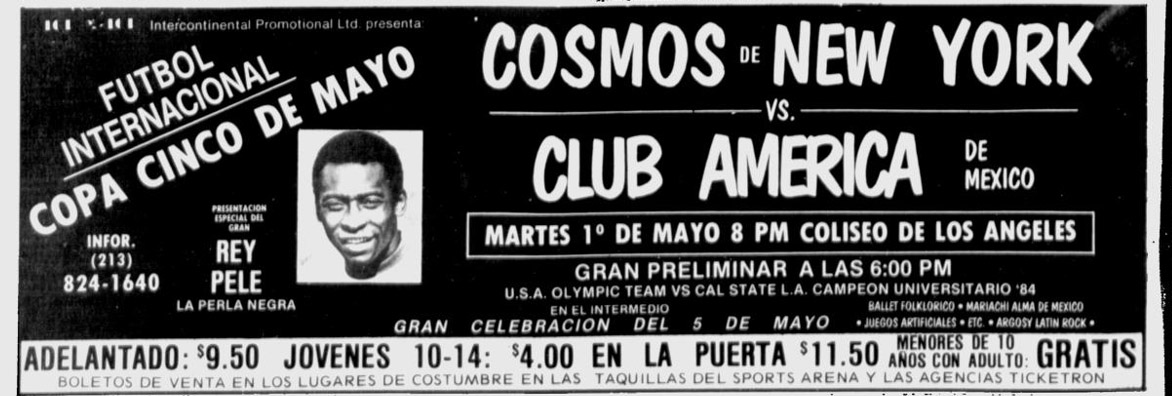 Intercontinental Promotional Ltd. presenta:
FUTBOL
INTERNACIONAL
COPA CINCO DE MAYO
PRESENTACION
ESPECIAL DEL
GRAN
REY
PELE
LA PERLA NEGRA
INFOR.
(213)
824-1640
COSMOS DE NEW YORK
VS.
CLUB AMERICA DE MEXICO
MARTES 1º DE MAYO 8 PM COLISEO DE LOS ANGELES
GRAN PRELIMINAR A LAS 6:00 PM
U.S.A. OLYMPIC TEAM VS CAL STATE L.A. CAMPEON UNIVERSITARIO '84
EN EL INTERMEDIO
GRAN CELEBRACION DEL 5 DE MAYO
BALLET FOLKLORICO • MARIACHI ALMA DE MEXICO
• JUEGOS ARTIFICIALES • ETC. • ARGOSY LATIN ROCK •
ADELANTADO: $9.50 JOVENES 10-14: $4.00 EN LA PUERTA $11.50 MENORES DE 10 AÑOS CON ADULTO: GRATIS
BOLETOS DE VENTA EN LOS LUGARES DE COSTUMBRE EN LAS TAQUILLAS DEL SPORTS ARENA Y LAS AGENCIAS TICKETRON